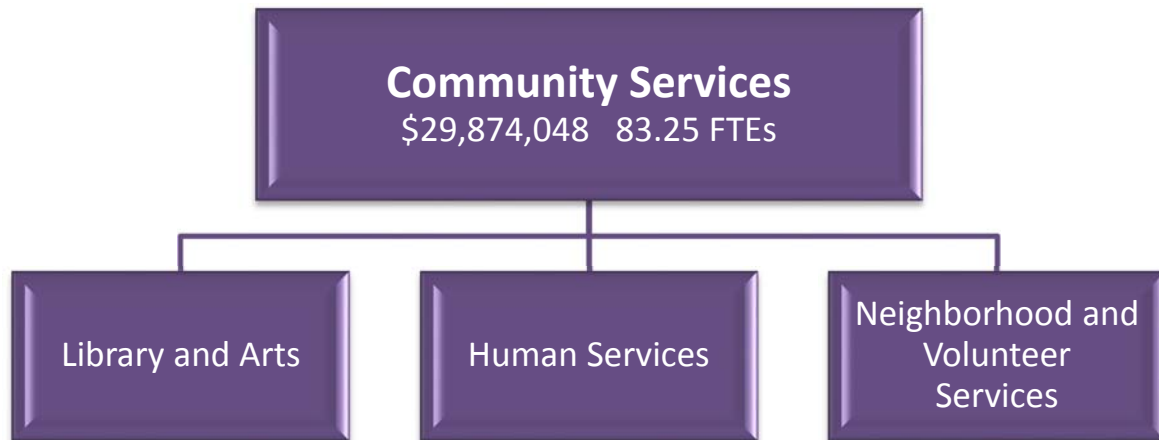 Community Services
$29,874,048 83.25 FTEs
Library and Arts
Human Services
Neighborhood and
Volunteer
Services